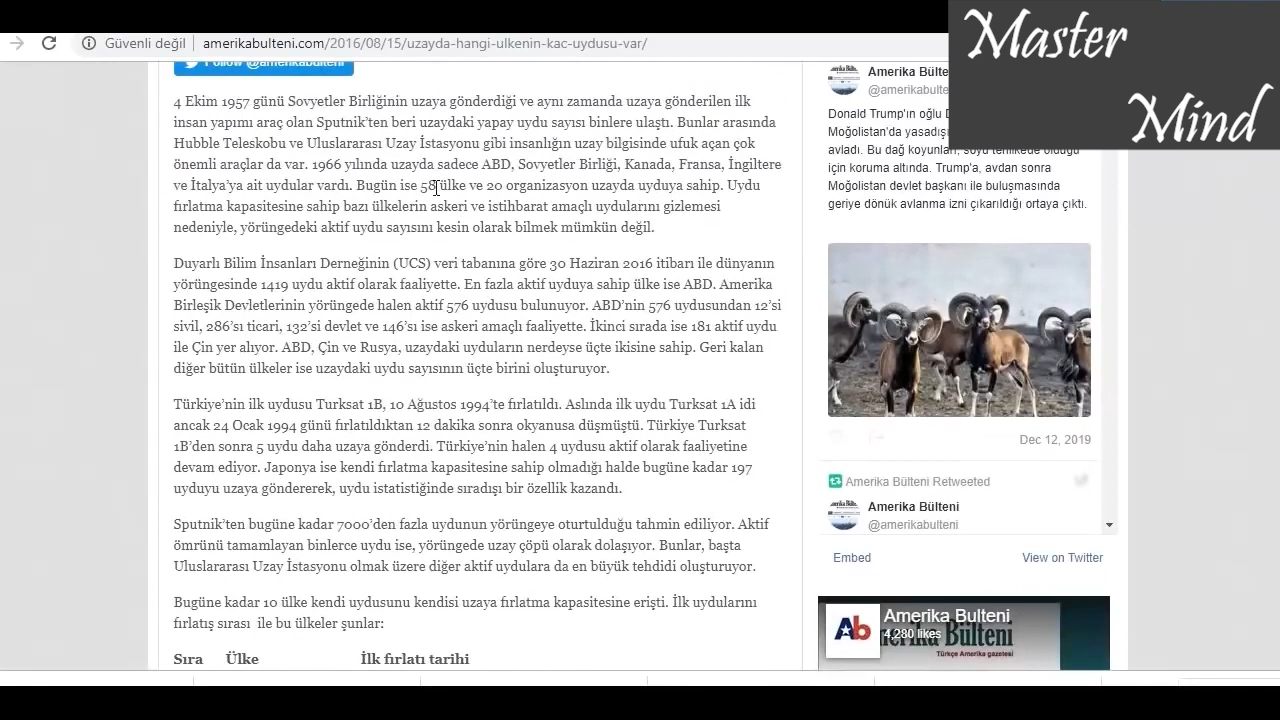 Güvenli değil
amerikabulteni.com/2016/08/15/uzayda-hangi-ulkenin-kac-uydusu-var/
Master
Mind
Follow @amerikabulteni
4 Ekim 1957 günü Sovyetler Birliğinin uzaya gönderdiği ve aynı zamanda uzaya gönderilen ilk
insan yapını araç olan Sputnik’ten beri uzaydaki yapay uydu sayısı binlere ulaştı. Bunlar arasında
Hubble Teleskobu ve Uluslararası Uzay İstasyonu gibi insanlığın uzay bilgisinde ufuk açan çok
önemli araçlar da var. 1966 yılında uzayda sadece ABD, Sovyetler Birliği, Kanada, Fransa, İngiltere
ve İtalya’ya ait uydular vardı. Bugün ise 58 ülke ve 20 organizasyon uzayda uyduya sahip. Uydu
fırlatma kapasitesine sahip bazı ülkelerin askeri ve istihbarat amaçlı uydularını gizlemesi
nedeniyle, yörüngedeki aktif uydu sayısını kesin olarak bilmek mümkün değil.
Duyarlı Bilim İnsanları Derneğinin (UCS) veri tabanına göre 30 Haziran 2016 itibarı ile dünyanın
yörüngesinde 1419 uydu aktif olarak faaliyette. En fazla aktif uyduya sahip ülke ise ABD. Amerika
Birleşik Devletlerinin yörüngede halen aktif 576 uydusu bulunuyor. ABD’nin 576 uydusundan 12’si
sivil, 286’sı ticari, 132’si devlet ve 146’sı ise askeri amaçlı faaliyette. İkinci sırada ise 181 aktif uydu
ile Çin yer alıyor. ABD, Çin ve Rusya, uzaydaki uyduların nerdeyse üçte ikisine sahip. Geri kalan
diğer bütün ülkeler ise uzaydaki uydu sayısının üçte birini oluşturuyor.
Türkiye’nin ilk uydusu Turksat 1B, 10 Ağustos 1994’te fırlatıldı. Aslında ilk uydu Turksat 1A idi
ancak 24 Ocak 1994 günü fırlatıldıktan 12 dakika sonra okyanusa düşmüştü. Türkiye Turksat
1B’den sonra 5 uydu daha uzaya gönderdi. Türkiye’nin halen 4 uydusu aktif olarak faaliyetine
devam ediyor. Japonya ise kendi fırlatma kapasitesine sahip olmadığı halde bugüne kadar 197
uyduyu uzaya göndererek, uydu istatistiğinde sıradışı bir özellik kazandı.
Sputnik’ten bugüne kadar 7000’den fazla uydunun yörüngeye oturtulduğu tahmin ediliyor. Aktif
ömrünü tamamlayan binlerce uydu ise, yörüngede uzay çöpü olarak dolaşıyor. Bunlar, başta
Uluslararası Uzay İstasyonu olmak üzere diğer aktif uydulara da en büyük tehdidi oluşturuyor.
Bugüne kadar 10 ülke kendi uydusunu kendisi uzaya fırlatma kapasitesine erişti. İlk uydularını
fırlatış sırası ile bu ülkeler şunlar:
Sıra Ülke İlk fırlatı tarihi
Amerika Bülte
@amerikabulte
Donald Trump'ın oğlu D
Moğolistan'da yasadışı
avladı. Bu dağ koyunları, soyu tehlikede olduğu
için koruma altında. Trump'a, avdan sonra
Moğolistan devlet başkanı ile buluşmasında
geriye dönük avlanma izni çıkarıldığı ortaya çıktı.
Dec 12, 2019
Amerika Bülteni Retweeted
Amerika Bülteni
@amerikabulteni
Embed View on Twitter
Ab
Amerika Bulteni
4,280 likes
Amerika Bülteni
Türkçe Amerika gazetesi